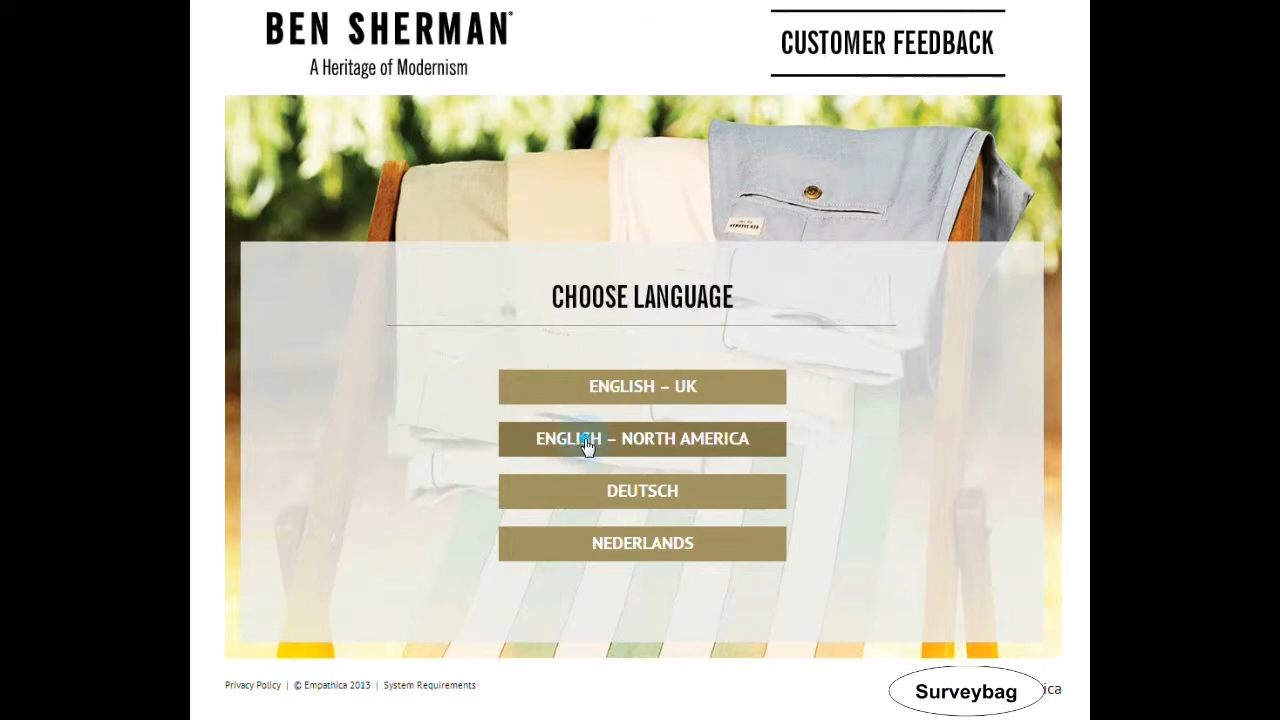 BEN SHERMAN
A Heritage of Modernism
CUSTOMER FEEDBACK
CHOOSE LANGUAGE
ENGLISH – UK
ENGLISH – NORTH AMERICA
DEUTSCH
NEDERLANDS
Privacy Policy | © Empathica 2013 | System Requirements
Surveybag
ica